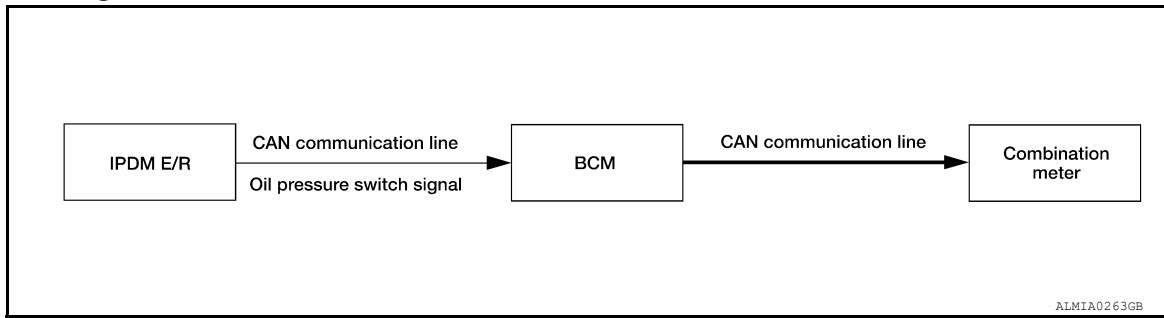 IPDM E/R
CAN communication line
Oil pressure switch signal
BCM
CAN communication line
Combination
meter
ALMIA0263GB